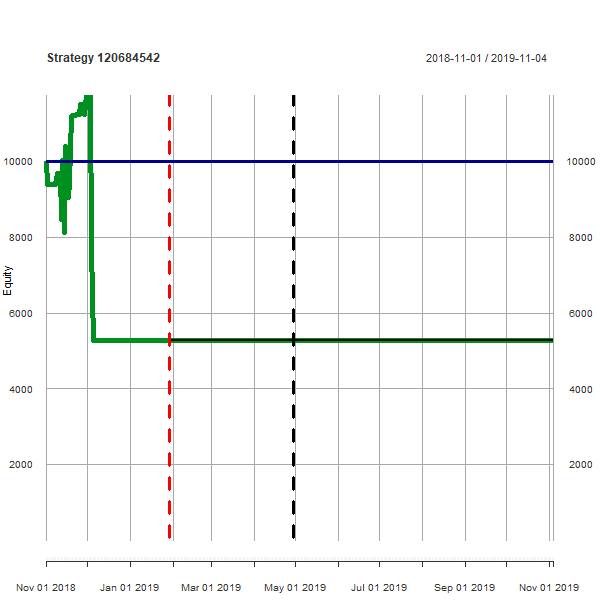 Strategy 120684542
2018-11-01 / 2019-11-04
10000
10000
8000
8000
Equity
6000
6000
4000
4000
2000
2000
Nov 01 2018
Jan 01 2019
Mar 01 2019
May 01 2019
Jul 01 2019
Sep 01 2019
Nov 01 2019